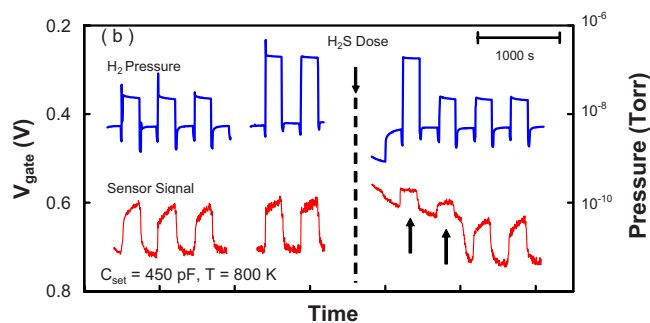 ( b )
H₂S Dose
1000 s
H₂ Pressure
Sensor Signal
C_set = 450 pF, T = 800 K
0.2
0.4
0.6
0.8
V_gate (V)
10⁻⁶
10⁻⁸
10⁻¹⁰
Pressure (Torr)
Time